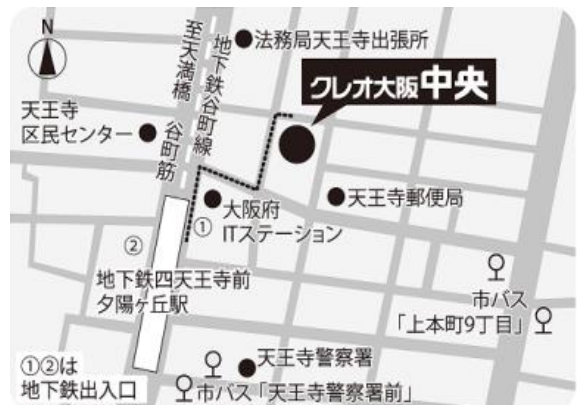 N
至天満橋
地下鉄谷町線
法務局天王寺出張所
クレオ大阪中央
天王寺
区民センター
谷町筋
天王寺郵便局
大阪府
ITステーション
①
②
地下鉄四天王寺前
夕陽ヶ丘駅
市バス
「上本町9丁目」
天王寺警察署
市バス「天王寺警察署前」
①②は
地下鉄出入口